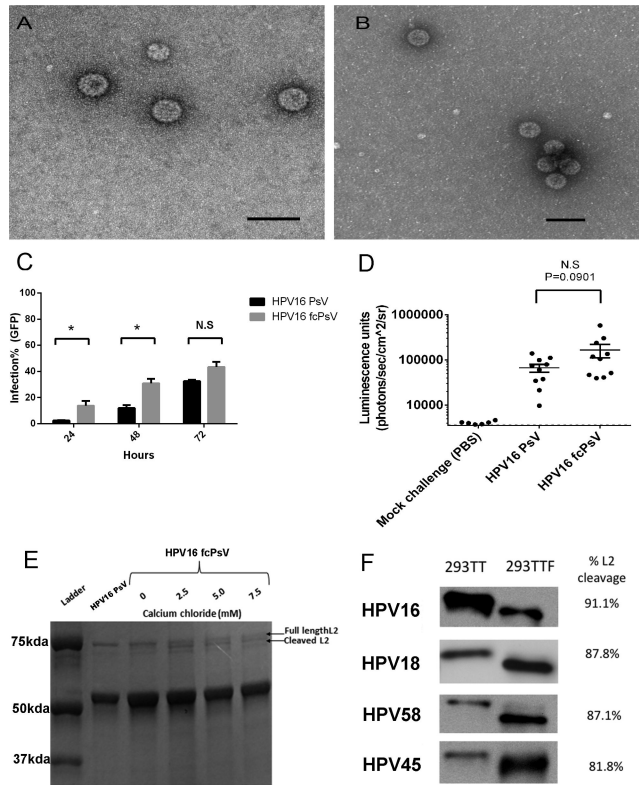 A
B
C
Infection% (GFP)
100
80
60
40
20
0
24
48
72
Hours
*
*
N.S
HPV16 PsV
HPV16 fcPsV
D
N.S
P=0.0901
Luminescence units
(photons/sec/cm^2/sr)
1000000
100000
10000
Mock challenge (PBS)
HPV16 PsV
HPV16 fcPsV
E
HPV16 fcPsV
Ladder
HPV16 PsV
0
2.5
5.0
7.5
Calcium chloride (mM)
Full lengthL2
Cleaved L2
75kda
50kda
37kda
F
293TT
293TTF
% L2
cleavage
HPV16
91.1%
HPV18
87.8%
HPV58
87.1%
HPV45
81.8%